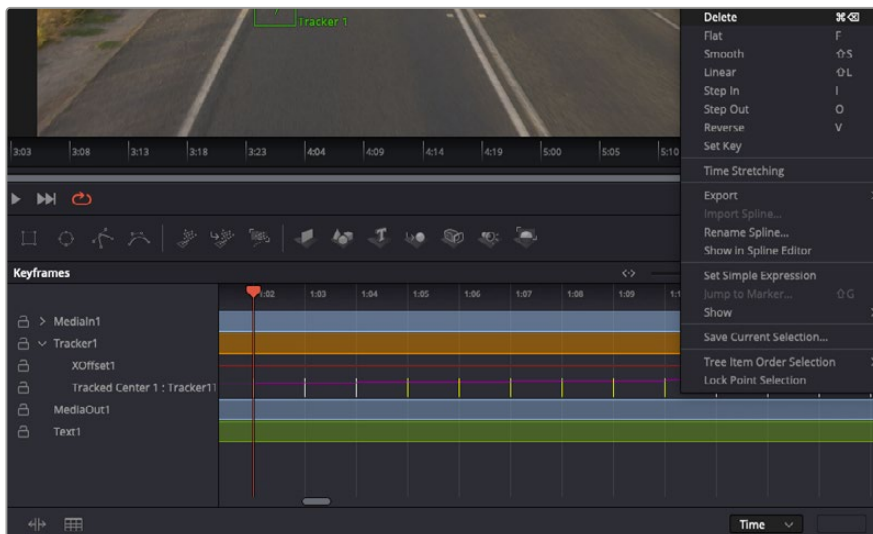 Tracker 1
Delete ⌘⌫
Flat F
Smooth ⇧S
Linear ⇧L
Step In I
Step Out O
Reverse V
Set Key
Time Stretching
Export
Import Spline...
Rename Spline...
Show in Spline Editor
Set Simple Expression
Jump to Marker... ⇧G
Show
Save Current Selection...
Tree Item Order Selection
Lock Point Selection
3:03 3:08 3:13 3:18 3:23 4:04 4:09 4:14 4:19 5:00 5:05 5:10
Keyframes
1:02 1:03 1:04 1:05 1:06 1:07 1:08 1:09
MediaIn1
Tracker1
XOffset1
Tracked Center 1 : Tracker1
MediaOut1
Text1
Time